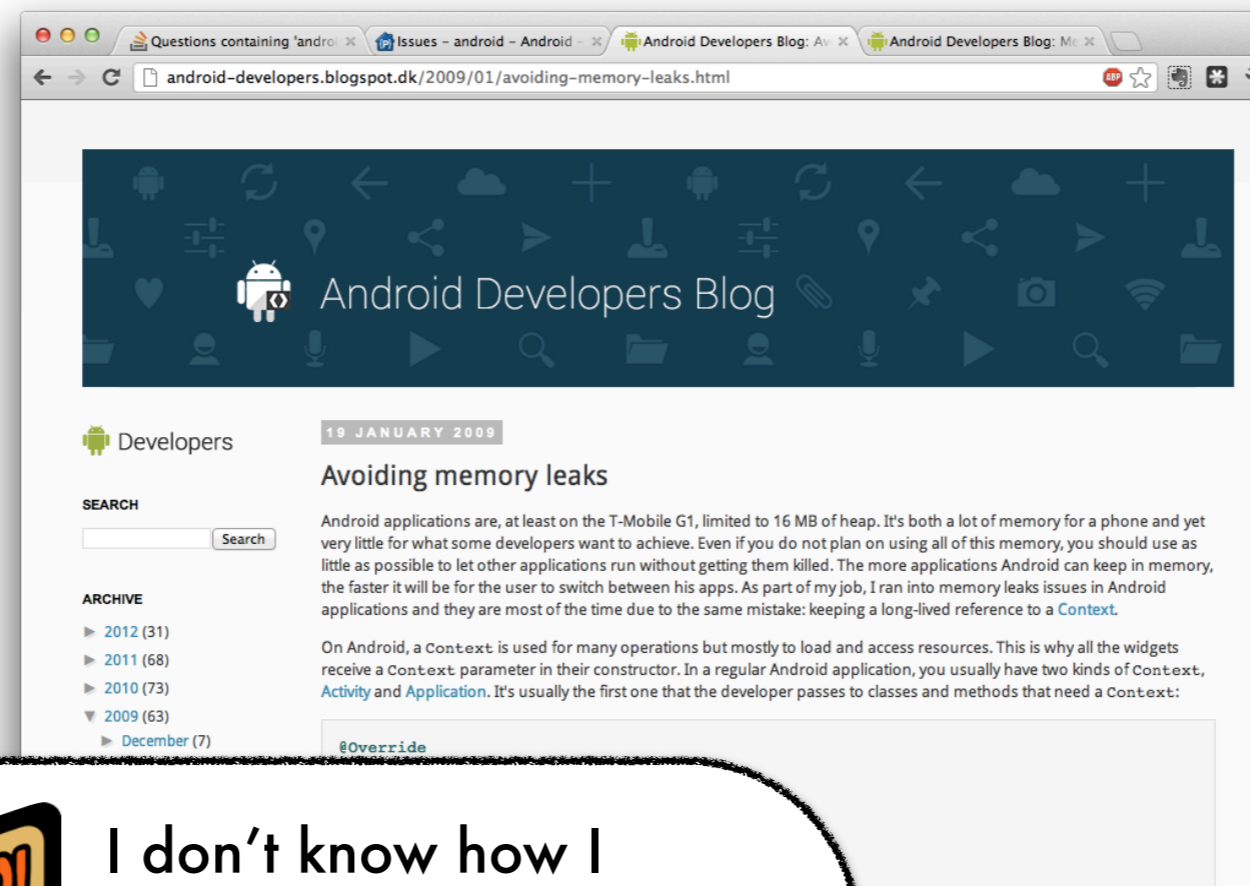 Questions containing 'androi
Issues – android – Android –
Android Developers Blog: Av
Android Developers Blog: Me
android-developers.blogspot.dk/2009/01/avoiding-memory-leaks.html
ABP
Android Developers Blog
Developers
19 JANUARY 2009
Avoiding memory leaks
SEARCH
Search
Android applications are, at least on the T-Mobile G1, limited to 16 MB of heap. It's both a lot of memory for a phone and yet
very little for what some developers want to achieve. Even if you do not plan on using all of this memory, you should use as
little as possible to let other applications run without getting them killed. The more applications Android can keep in memory,
the faster it will be for the user to switch between his apps. As part of my job, I ran into memory leaks issues in Android
applications and they are most of the time due to the same mistake: keeping a long-lived reference to a Context.
ARCHIVE
2012 (31)
2011 (68)
2010 (73)
2009 (63)
December (7)
On Android, a Context is used for many operations but mostly to load and access resources. This is why all the widgets
receive a Context parameter in their constructor. In a regular Android application, you usually have two kinds of Context,
Activity and Application. It's usually the first one that the developer passes to classes and methods that need a Context:
@Override
I don't know how I